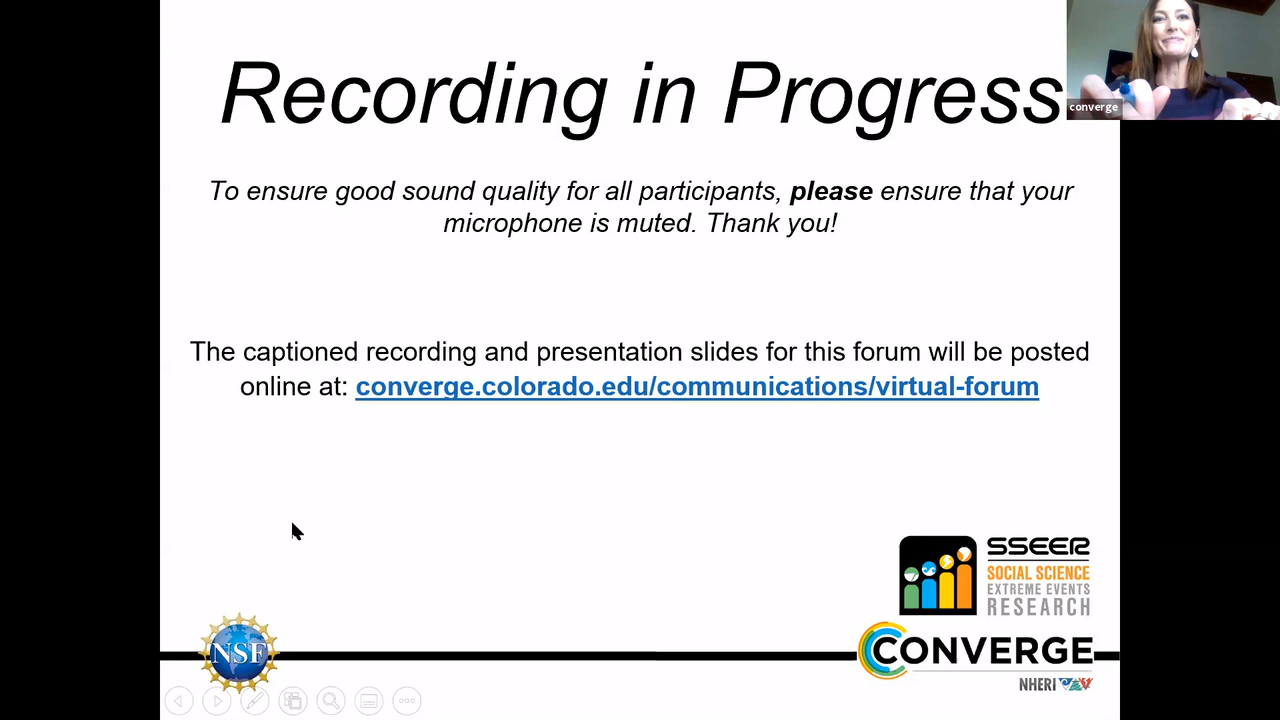 Recording in Progress
converge
To ensure good sound quality for all participants, please ensure that your
microphone is muted. Thank you!
The captioned recording and presentation slides for this forum will be posted
online at: converge.colorado.edu/communications/virtual-forum
SSEER
SOCIAL SCIENCE
EXTREME EVENTS
RESEARCH
NSF
CONVERGE
NHERI